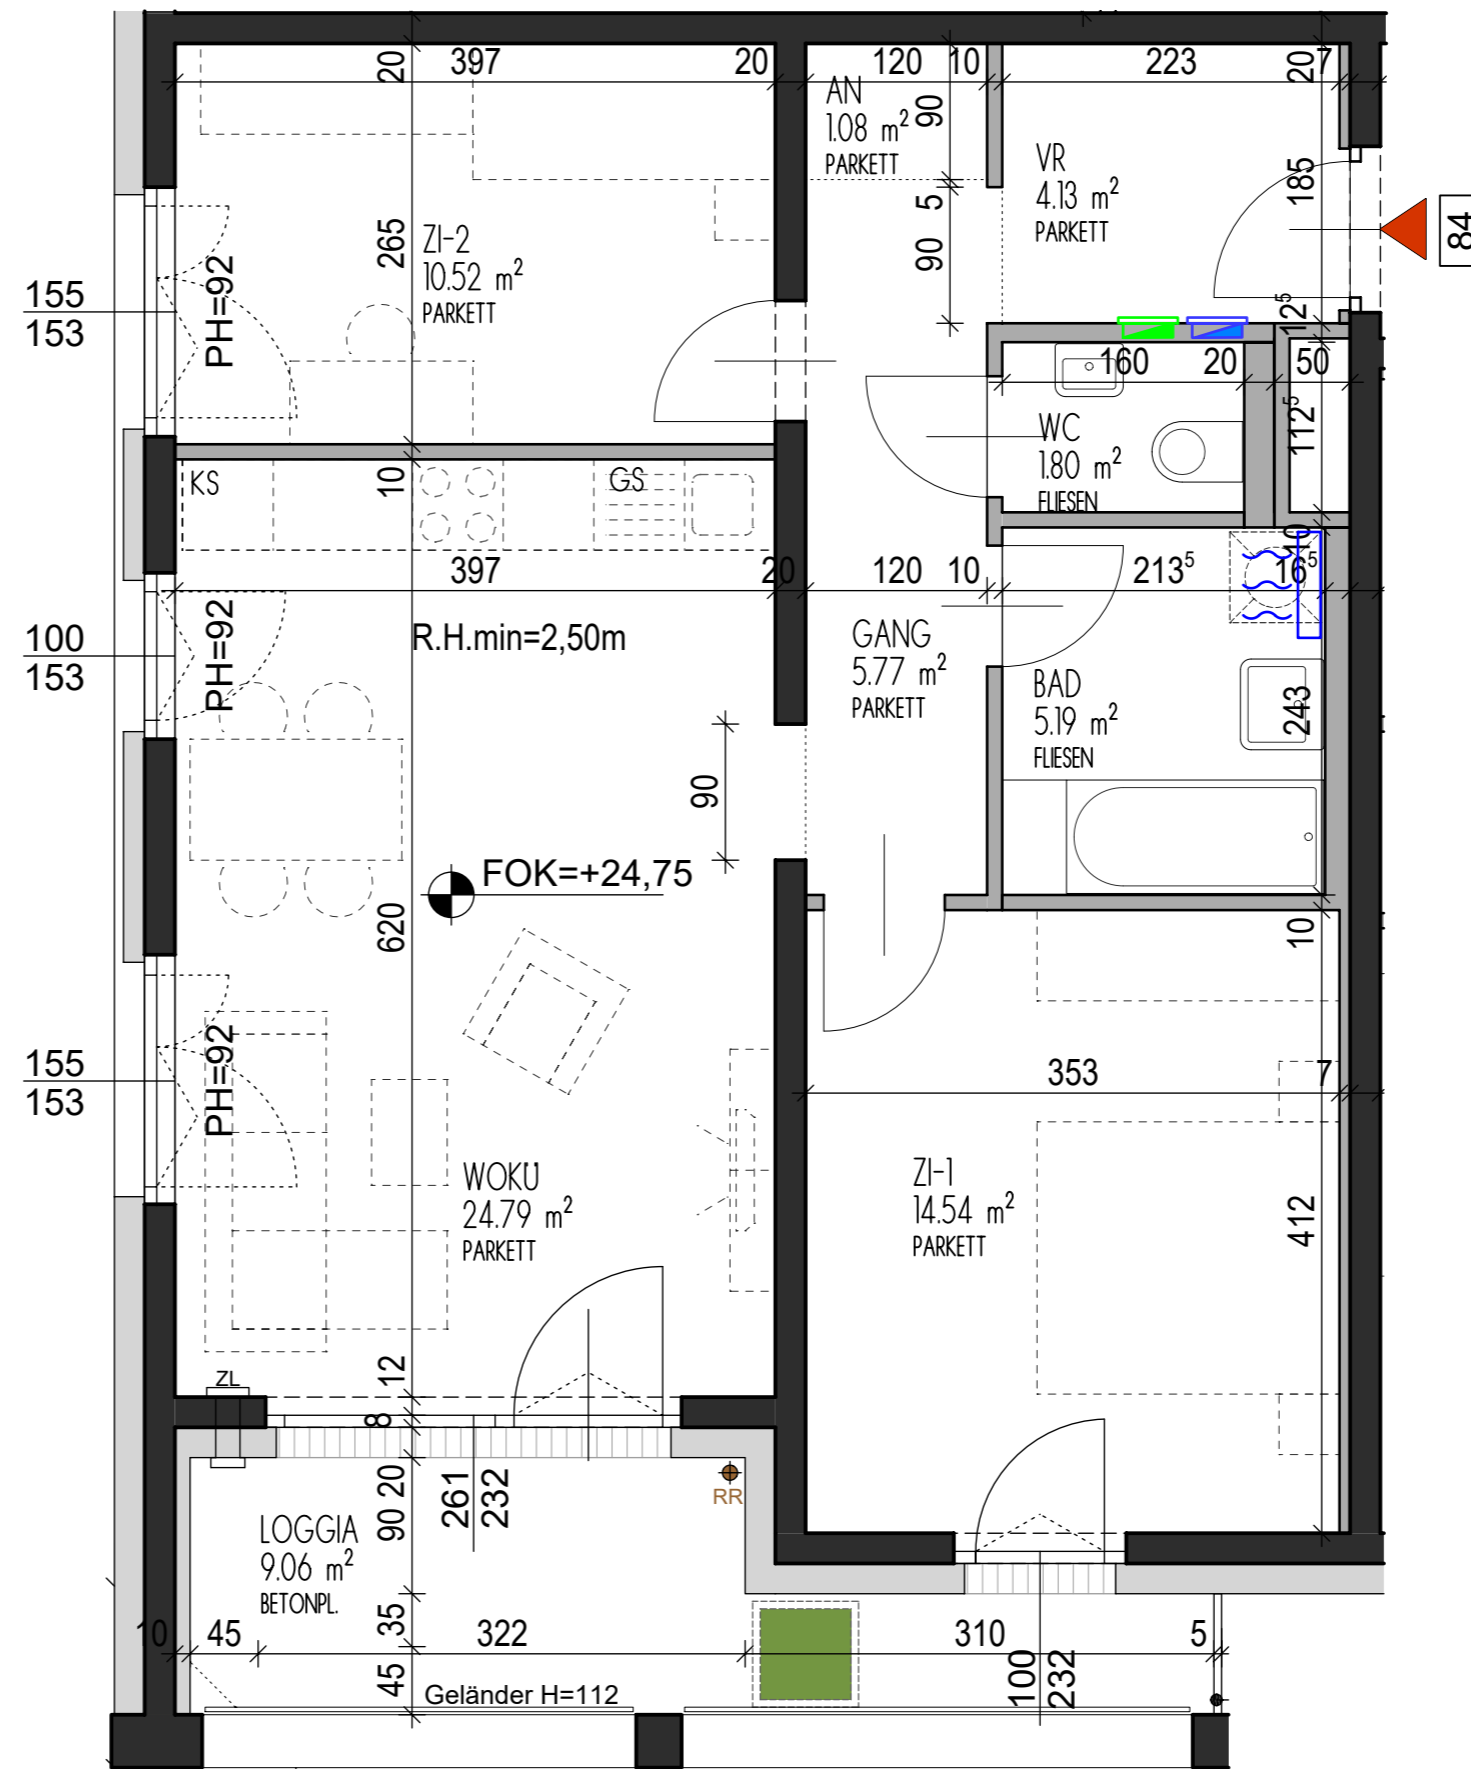 20 397 20 120 10 223 20 7
AN
1.08 m²
PARKETT
90
VR
4.13 m²
PARKETT
185
84
5
90
265
ZI-2
10.52 m²
PARKETT
155
153
PH=92
12⁵
160 20 50
WC
1.80 m²
FLIESEN
112⁵
KS
10
GS
10
397 20 120 10 213⁵ 16⁵
100
153
PH=92
R.H.min=2,50m
GANG
5.77 m²
PARKETT
BAD
5.19 m²
FLIESEN
243
90
FOK=+24,75
620
10
155
153
PH=92
353 7
WOKÜ
24.79 m²
PARKETT
ZI-1
14.54 m²
PARKETT
412
ZL
12
8
20
90
261
232
RR
LOGGIA
9.06 m²
BETONPL.
35
10 45 322 310 5
45
Geländer H=112
100
232